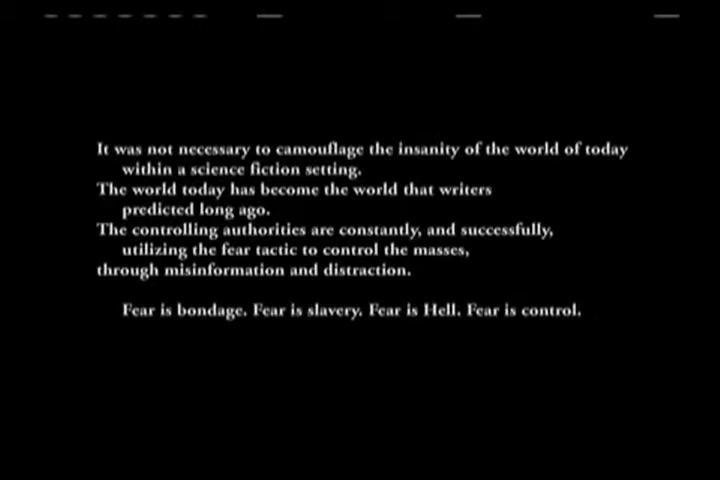 It was not necessary to camouflage the insanity of the world of today
within a science fiction setting.
The world today has become the world that writers
predicted long ago.
The controlling authorities are constantly, and successfully,
utilizing the fear tactic to control the masses,
through misinformation and distraction.
Fear is bondage. Fear is slavery. Fear is Hell. Fear is control.